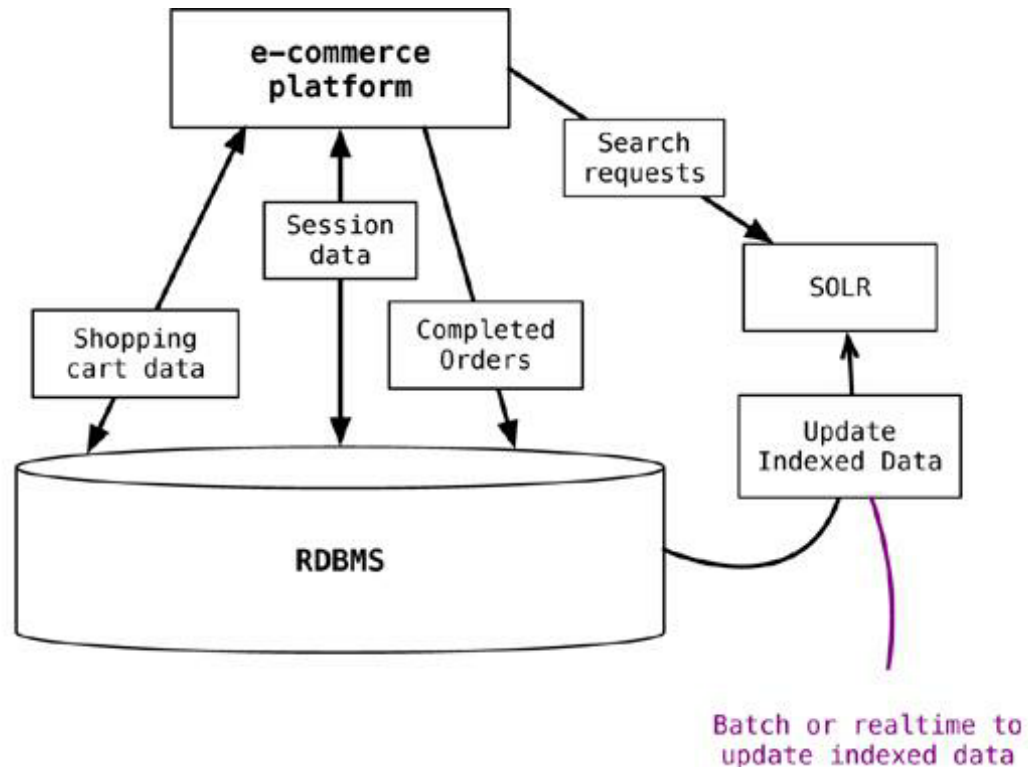 e-commerce
platform
Search
requests
Session
data
SOLR
Shopping
cart data
Completed
Orders
Update
Indexed Data
RDBMS
Batch or realtime to
update indexed data